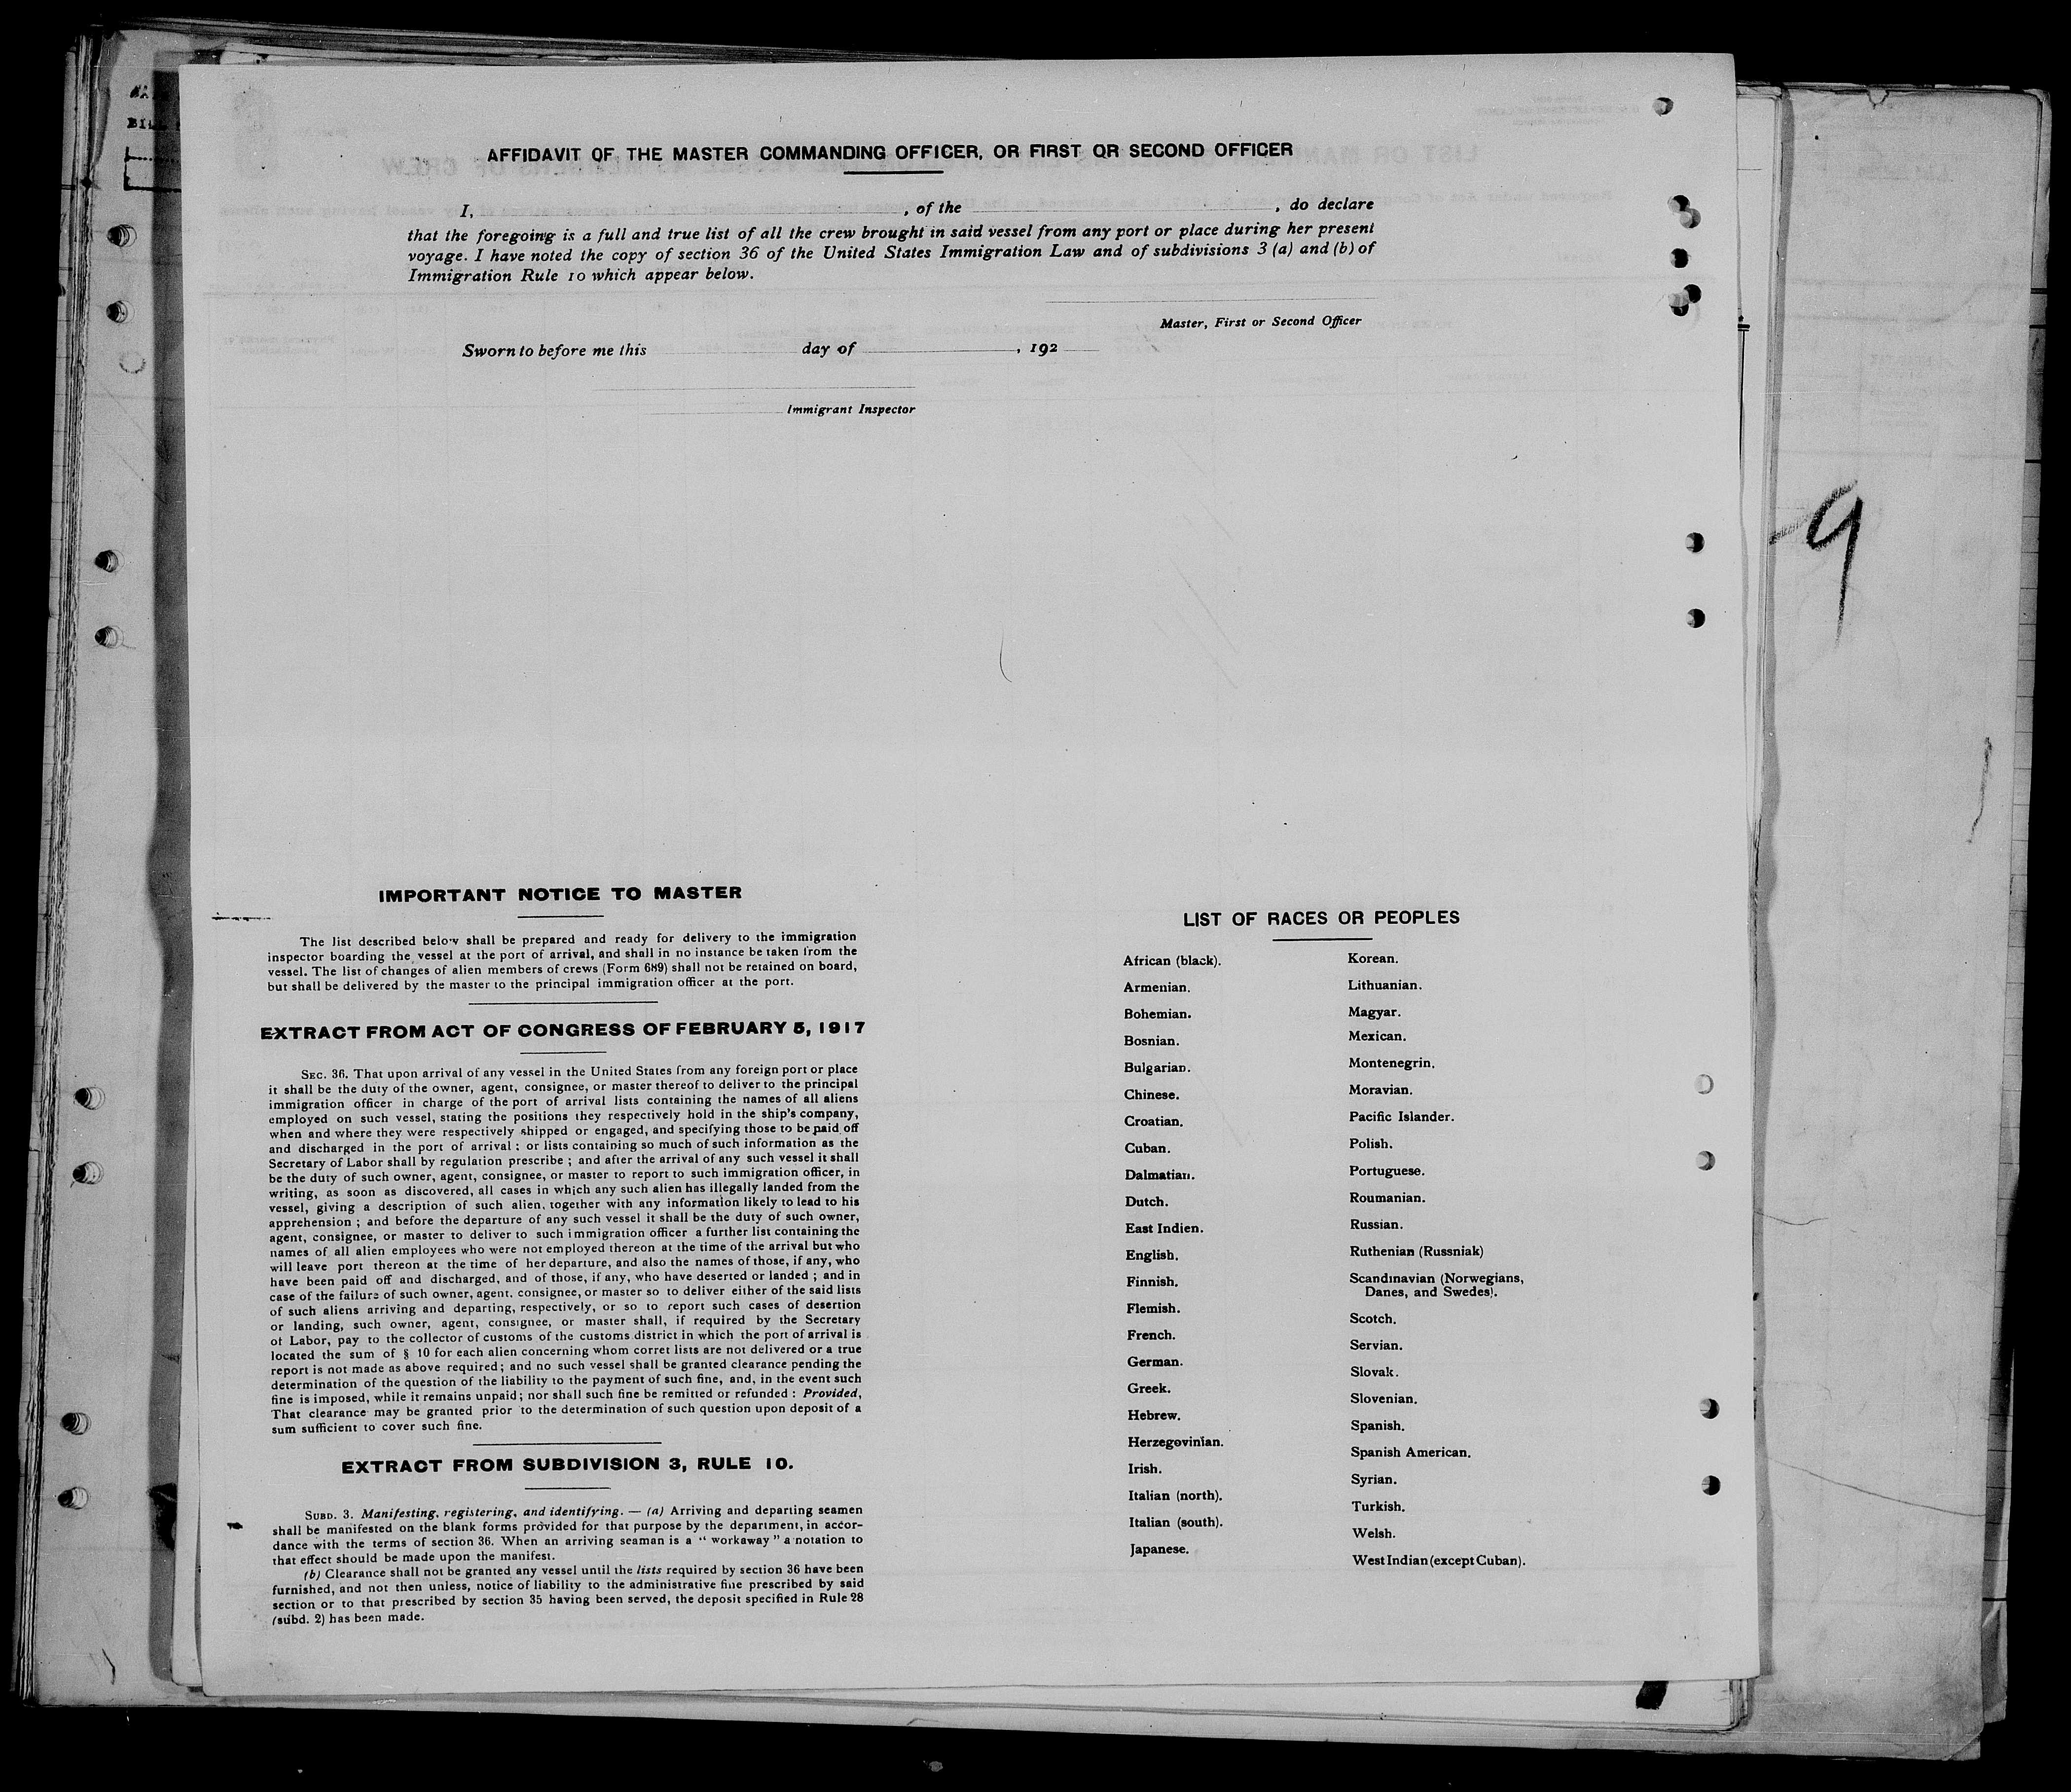 AFFIDAVIT OF THE MASTER COMMANDING OFFICER, OR FIRST OR SECOND OFFICER
I, , of the , do declare
that the foregoing is a full and true list of all the crew brought in said vessel from any port or place during her present
voyage. I have noted the copy of section 36 of the United States Immigration Law and of subdivisions 3 (a) and (b) of
Immigration Rule 10 which appear below.
Master, First or Second Officer
Sworn to before me this day of , 192
Immigrant Inspector
9
IMPORTANT NOTICE TO MASTER
The list described below shall be prepared and ready for delivery to the immigration
inspector boarding the vessel at the port of arrival, and shall in no instance be taken from the
vessel. The list of changes of alien members of crews (Form 689) shall not be retained on board,
but shall be delivered by the master to the principal immigration officer at the port.
EXTRACT FROM ACT OF CONGRESS OF FEBRUARY 5, 1917
SEC. 36. That upon arrival of any vessel in the United States from any foreign port or place
it shall be the duty of the owner, agent, consignee, or master thereof to deliver to the principal
immigration officer in charge of the port of arrival lists containing the names of all aliens
employed on such vessel, stating the positions they respectively hold in the ship's company,
when and where they were respectively shipped or engaged, and specifying those to be paid off
and discharged in the port of arrival ; or lists containing so much of such information as the
Secretary of Labor shall by regulation prescribe ; and after the arrival of any such vessel it shall
be the duty of such owner, agent, consignee, or master to report to such immigration officer, in
writing, as soon as discovered, all cases in which any such alien has illegally landed from the
vessel, giving a description of such alien, together with any information likely to lead to his
apprehension ; and before the departure of any such vessel it shall be the duty of such owner,
agent, consignee, or master to deliver to such immigration officer a further list containing the
names of all alien employees who were not employed thereon at the time of the arrival but who
will leave port thereon at the time of her departure, and also the names of those, if any, who
have been paid off and discharged, and of those, if any, who have deserted or landed ; and in
case of the failure of such owner, agent. consignee, or master so to deliver either of the said lists
of such aliens arriving and departing, respectively, or so to report such cases of desertion
or landing, such owner, agent, consignee, or master shall, if required by the Secretary
of Labor, pay to the collector of customs of the customs district in which the port of arrival is
located the sum of § 10 for each alien concerning whom corret lists are not delivered or a true
report is not made as above required ; and no such vessel shall be granted clearance pending the
determination of the question of the liability to the payment of such fine, and, in the event such
fine is imposed, while it remains unpaid ; nor shall such fine be remitted or refunded : Provided,
That clearance may be granted prior to the determination of such question upon deposit of a
sum sufficient to cover such fine.
EXTRACT FROM SUBDIVISION 3, RULE 10.
SUBD. 3. Manifesting, registering, and identifying. — (a) Arriving and departing seamen
shall be manifested on the blank forms provided for that purpose by the department, in accor-
dance with the terms of section 36. When an arriving seaman is a “ workaway ” a notation to
that effect should be made upon the manifest.
(b) Clearance shall not be granted any vessel until the lists required by section 36 have been
furnished, and not then unless, notice of liability to the administrative fine prescribed by said
section or to that prescribed by section 35 having been served, the deposit specified in Rule 28
(subd. 2) has been made.
LIST OF RACES OR PEOPLES
African (black).
Armenian.
Bohemian.
Bosnian.
Bulgarian.
Chinese.
Croatian.
Cuban.
Dalmatian.
Dutch.
East Indien.
English.
Finnish.
Flemish.
French.
German.
Greek.
Hebrew.
Herzegovinian.
Irish.
Italian (north).
Italian (south).
Japanese.
Korean.
Lithuanian.
Magyar.
Mexican.
Montenegrin.
Moravian.
Pacific Islander.
Polish.
Portuguese.
Roumanian.
Russian.
Ruthenian (Russniak)
Scandinavian (Norwegians,
Danes, and Swedes).
Scotch.
Servian.
Slovak.
Slovenian.
Spanish.
Spanish American.
Syrian.
Turkish.
Welsh.
West Indian (except Cuban).